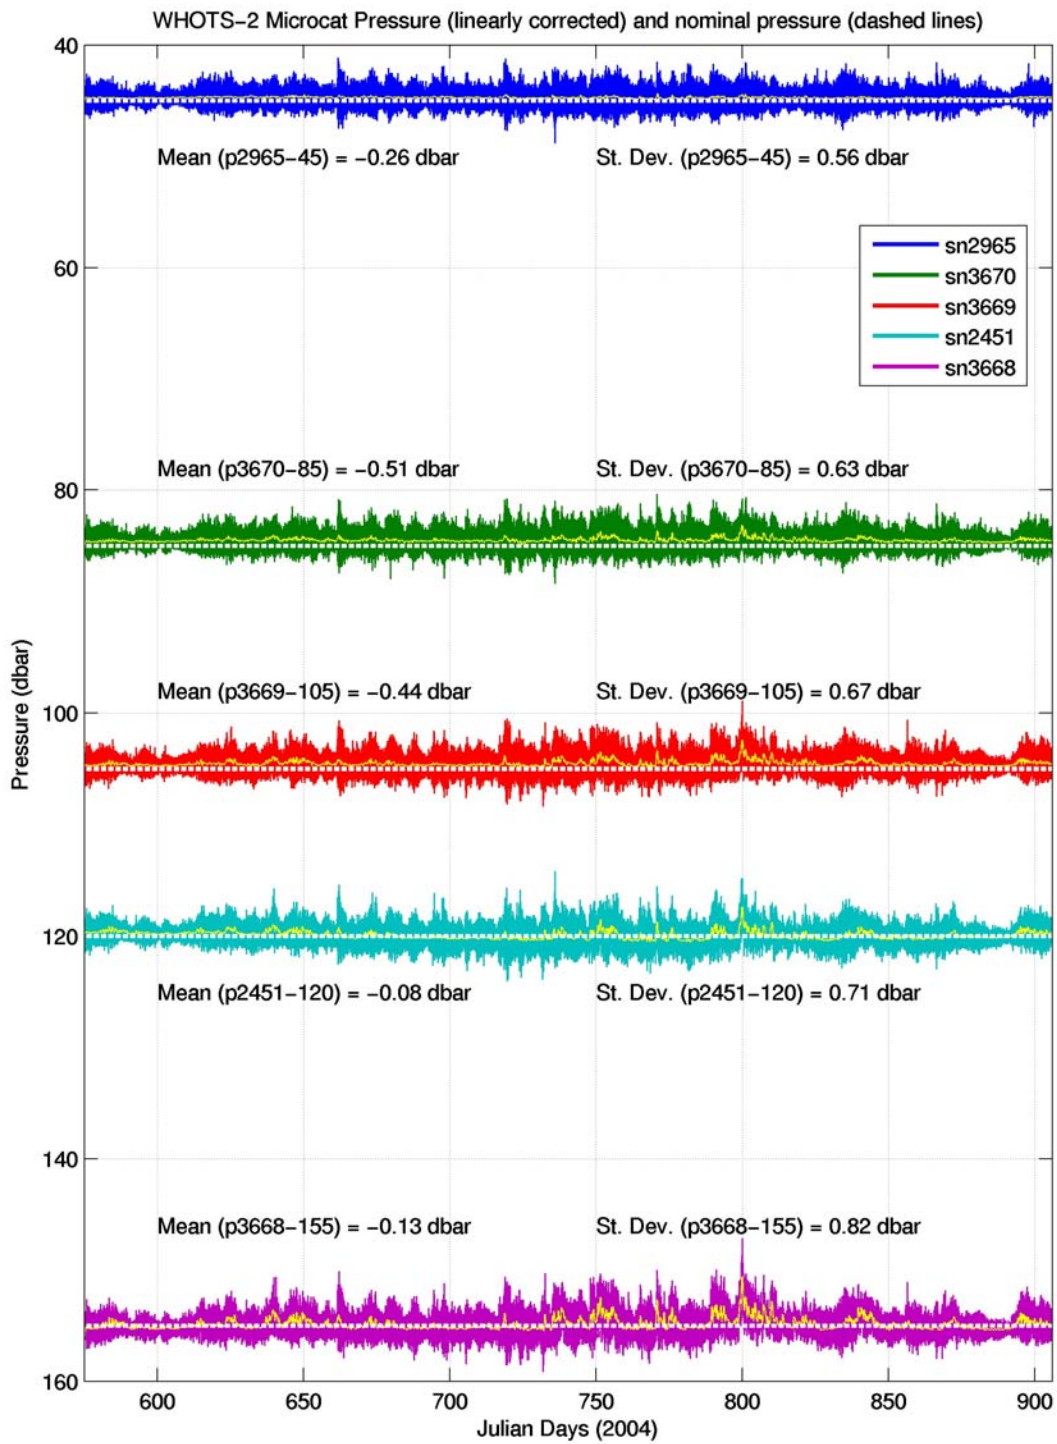 WHOTS−2 Microcat Pressure (linearly corrected) and nominal pressure (dashed lines)
40
Mean (p2965−45) = −0.26 dbar St. Dev. (p2965−45) = 0.56 dbar
sn2965
60
sn3670
sn3669
sn2451
sn3668
Mean (p3670−85) = −0.51 dbar St. Dev. (p3670−85) = 0.63 dbar
80
Pressure (dbar)
Mean (p3669−105) = −0.44 dbar St. Dev. (p3669−105) = 0.67 dbar
100
120
Mean (p2451−120) = −0.08 dbar St. Dev. (p2451−120) = 0.71 dbar
140
Mean (p3668−155) = −0.13 dbar St. Dev. (p3668−155) = 0.82 dbar
160
600 650 700 750 800 850 900
Julian Days (2004)